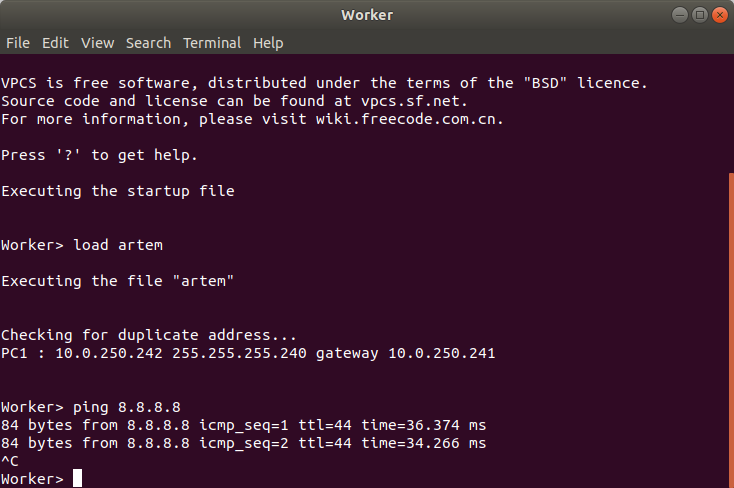 Worker
File Edit View Search Terminal Help
VPCS is free software, distributed under the terms of the "BSD" licence.
Source code and license can be found at vpcs.sf.net.
For more information, please visit wiki.freecode.com.cn.
Press '?' to get help.
Executing the startup file
Worker> load artem
Executing the file "artem"
Checking for duplicate address...
PC1 : 10.0.250.242 255.255.255.240 gateway 10.0.250.241
Worker> ping 8.8.8.8
84 bytes from 8.8.8.8 icmp_seq=1 ttl=44 time=36.374 ms
84 bytes from 8.8.8.8 icmp_seq=2 ttl=44 time=34.266 ms
^C
Worker>